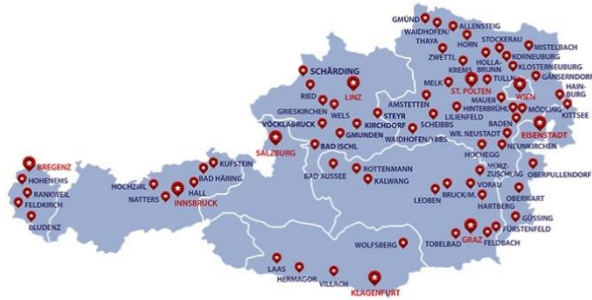 GMÜND
WAIDHOFEN/
THAYA
ALLENSTEIG
HORN
ZWETTL
STOCKERAU
MISTELBACH
HOLLA-
BRUNN
KORNEUBURG
KLOSTERNEUBURG
KREMS
GÄNSERNDORF
SCHÄRDING
MELK
ST. PÖLTEN
TULLN
WIEN
HAIN-
BURG
RIED
LINZ
AMSTETTEN
MAUER
HINTERBRÜHL
MÖDLING
KITTSEE
GRIESKIRCHEN
WELS
STEYR
LILIENFELD
BADEN
VÖCKLABRUCK
KIRCHDORF
SCHEIBBS
EISENSTADT
GMUNDEN
WAIDHOFEN/YBBS
WR. NEUSTADT
SALZBURG
BAD ISCHL
HOCHEGG
NEUNKIRCHEN
BREGENZ
KUFSTEIN
BAD AUSSEE
ROTTENMANN
MÜRZ-
ZUSCHLAG
OBERPULLENDORF
HOHENEMS
BAD HÄRING
KALWANG
RANKWEIL
HOCHZIRL
HALL
VORAU
OBERWART
FELDKIRCH
NATTERS
INNSBRUCK
LEOBEN
BRUCK/M.
HARTBERG
BLUDENZ
GÜSSING
FÜRSTENFELD
WOLFSBERG
TOBELBAD
GRAZ
FELDBACH
LAAS
HERMAGOR
VILLACH
KLAGENFURT